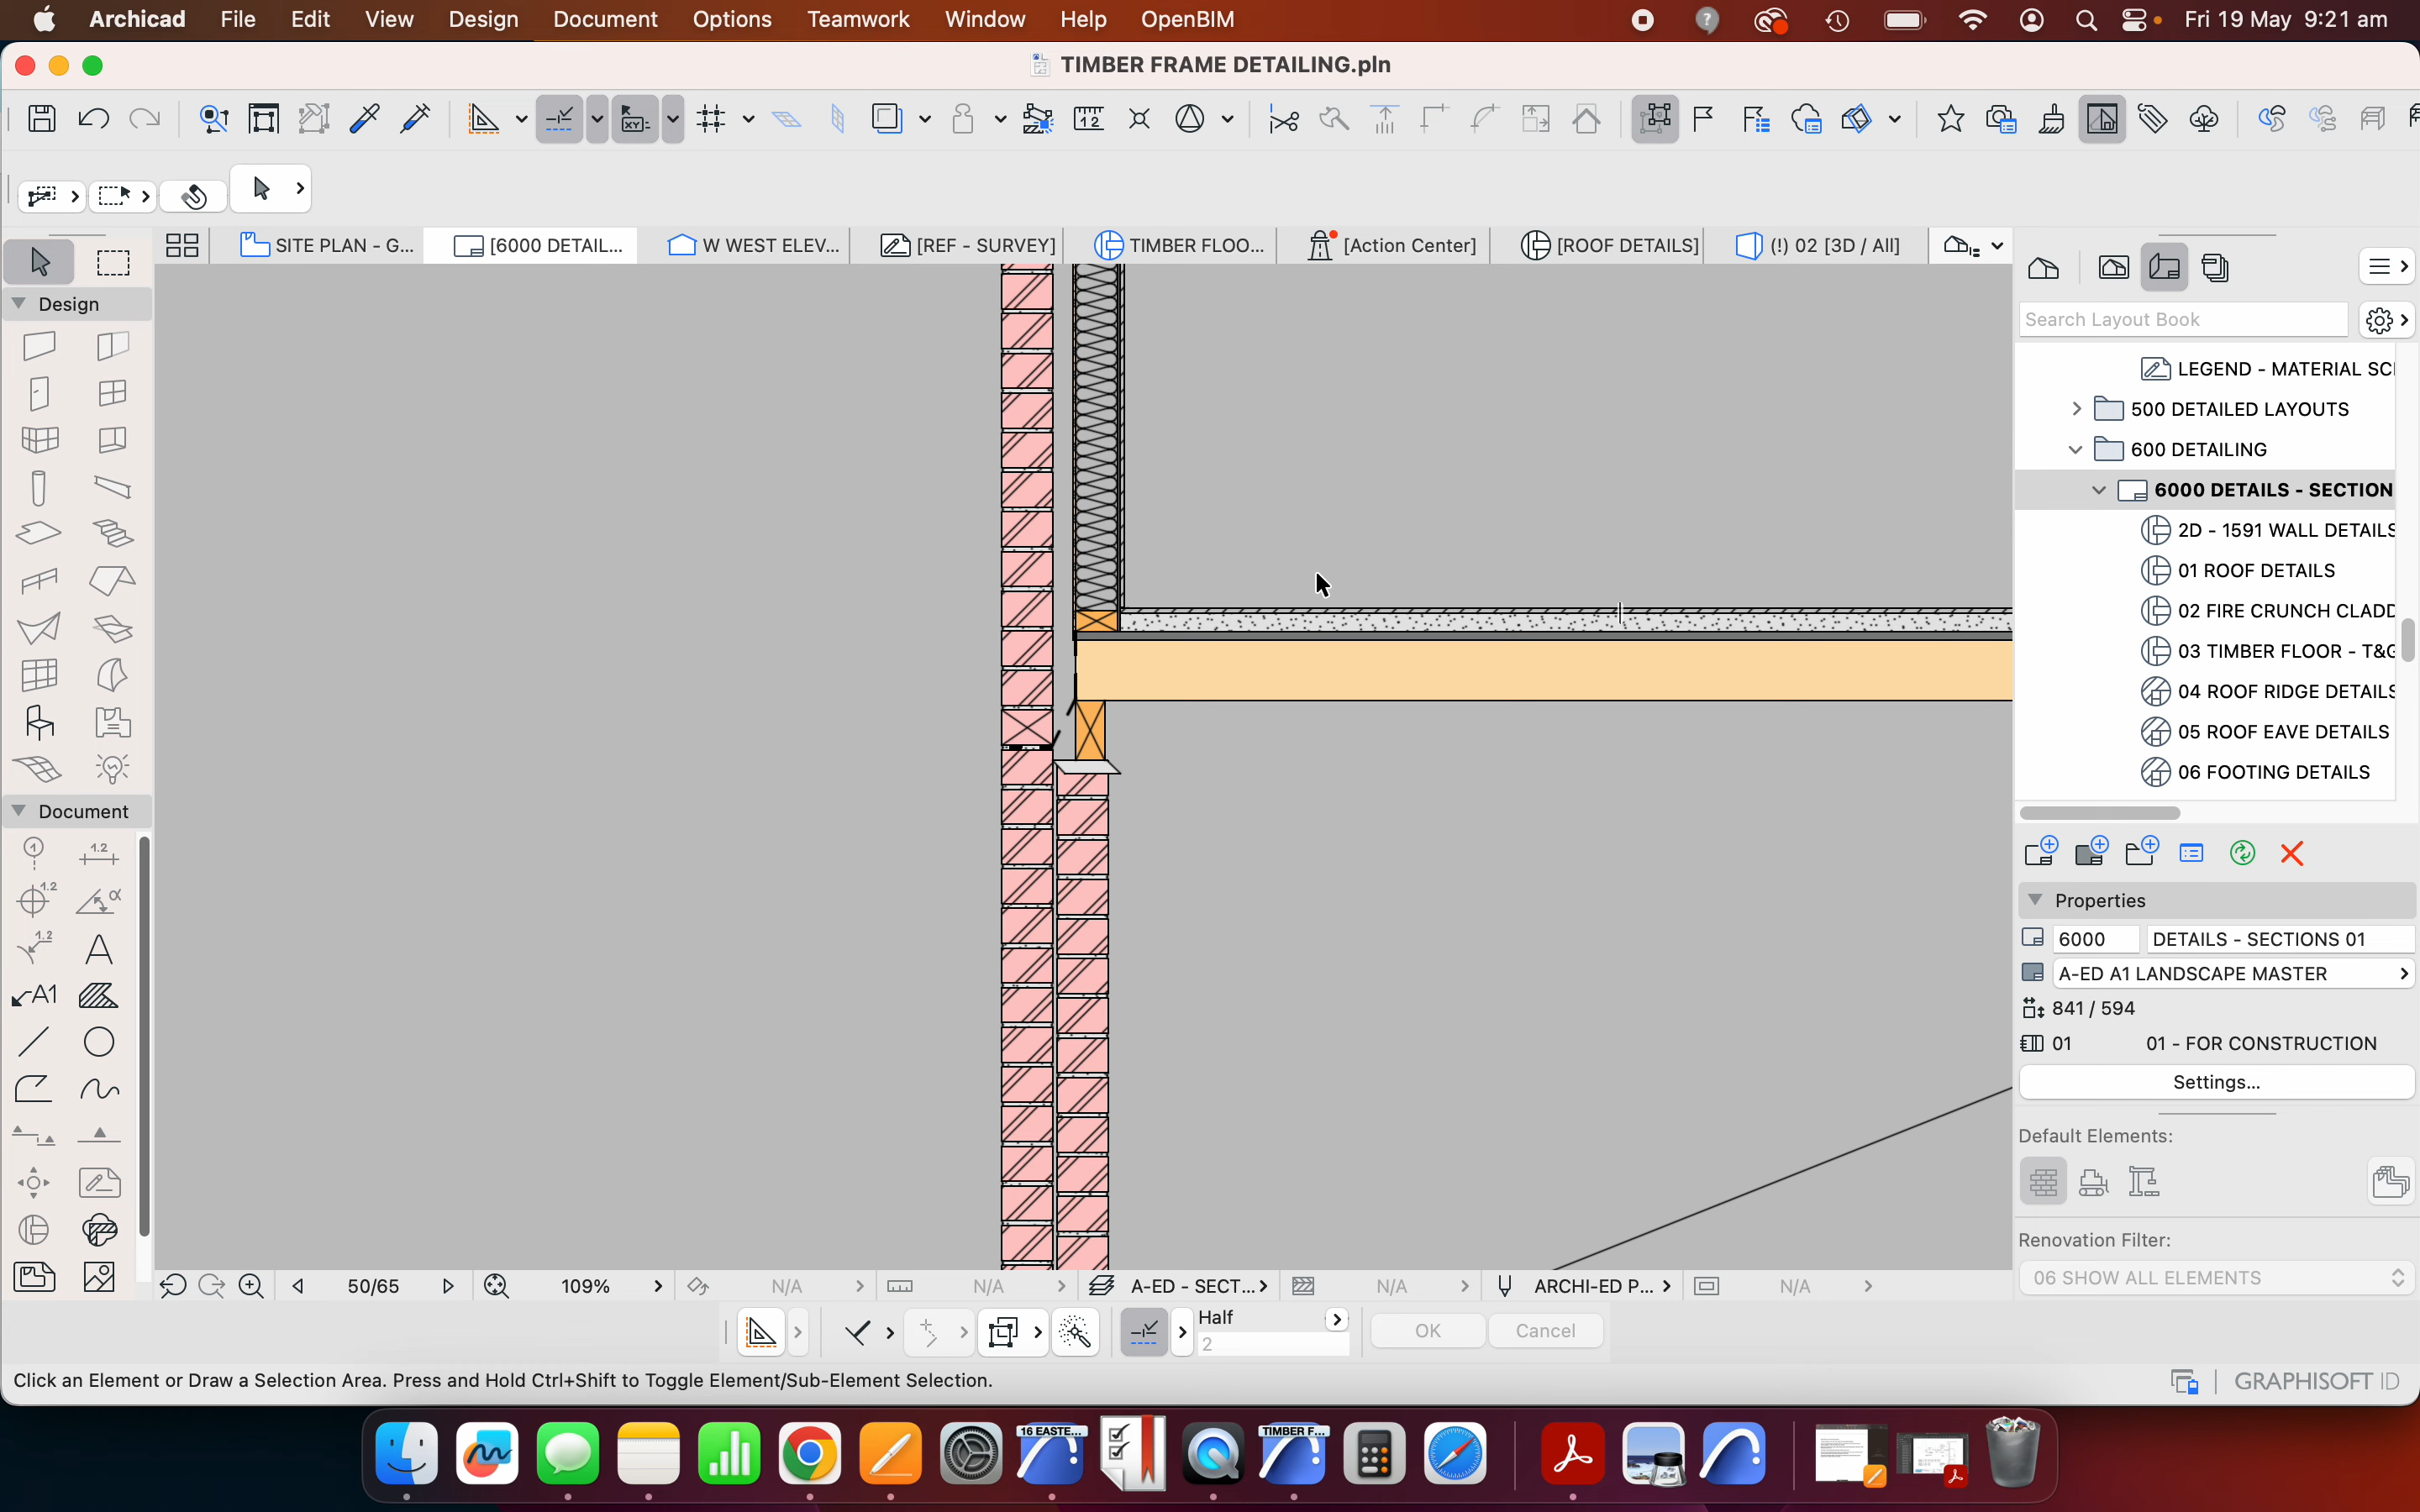 Archicad File Edit View Design Document Options Teamwork Window Help OpenBIM Fri 19 May 9:21 am
TIMBER FRAME DETAILING.pln
SITE PLAN - G... [6000 DETAIL... W WEST ELEV... [REF - SURVEY] TIMBER FLOO... [Action Center] [ROOF DETAILS] (!) 02 [3D / All]
Design
Search Layout Book
LEGEND - MATERIAL SC
500 DETAILED LAYOUTS
600 DETAILING
6000 DETAILS - SECTION
2D - 1591 WALL DETAILS
01 ROOF DETAILS
02 FIRE CRUNCH CLADD
03 TIMBER FLOOR - T&G
04 ROOF RIDGE DETAILS
05 ROOF EAVE DETAILS
06 FOOTING DETAILS
Document
Properties
6000 DETAILS - SECTIONS 01
A-ED A1 LANDSCAPE MASTER
841 / 594
01 01 - FOR CONSTRUCTION
Settings...
Default Elements:
Renovation Filter:
06 SHOW ALL ELEMENTS
50/65 109% N/A N/A A-ED - SECT... N/A ARCHI-ED P... N/A
Half
2
OK Cancel
Click an Element or Draw a Selection Area. Press and Hold Ctrl+Shift to Toggle Element/Sub-Element Selection.
GRAPHISOFT ID
16 EASTE... TIMBER F...